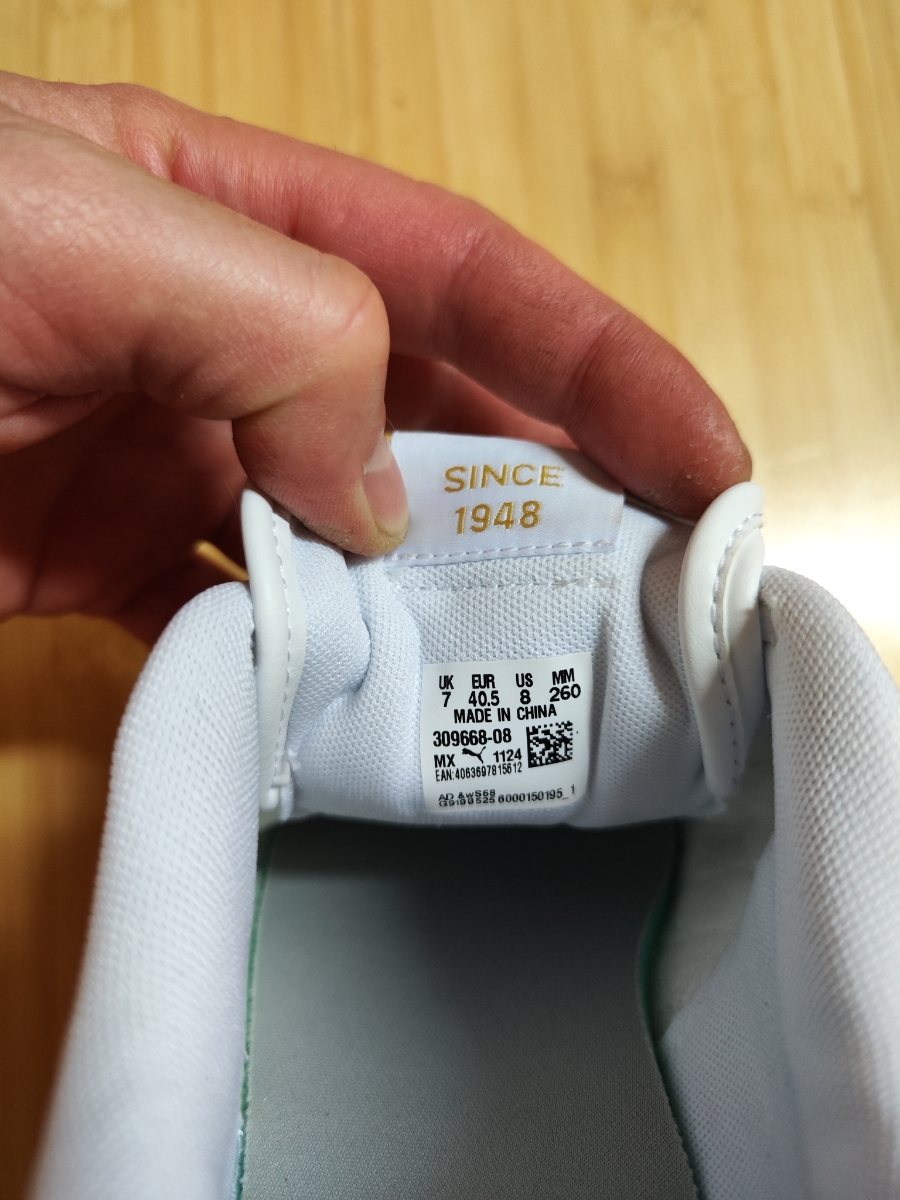 SINCE
1948
UK EUR US MM
7 40.5 8 260
MADE IN CHINA
309668-08
MX 1124
EAN:4063697815612
6000150195_1